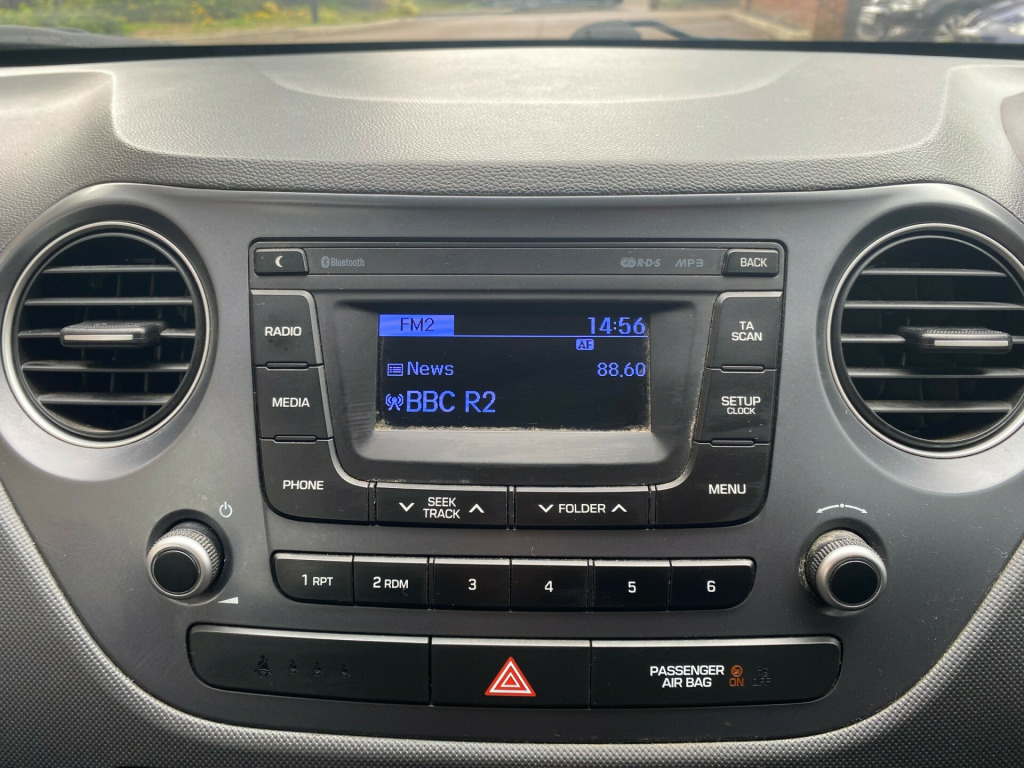 Bluetooth
R·D·S
MP3
BACK
RADIO
FM2
14:56
TA
SCAN
AF
News
88.60
MEDIA
BBC R2
SETUP
CLOCK
PHONE
SEEK
TRACK
FOLDER
MENU
1 RPT
2 RDM
3
4
5
6
PASSENGER
AIR BAG
ON
OFF